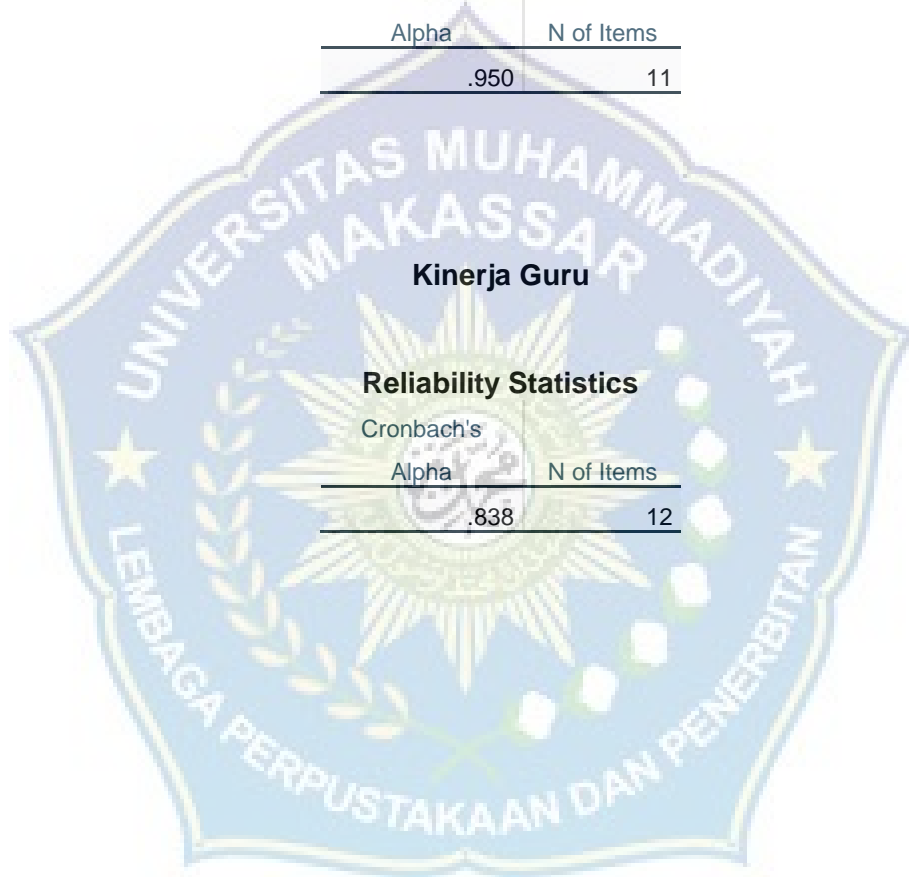 Alpha N of Items
.950 11
UNIVERSITAS MUHAMMADIYAH
MAKASSAR
Kinerja Guru
Reliability Statistics
Cronbach's
Alpha N of Items
.838 12
LEMBAGA PERPUSTAKAAN DAN PENERBITAN